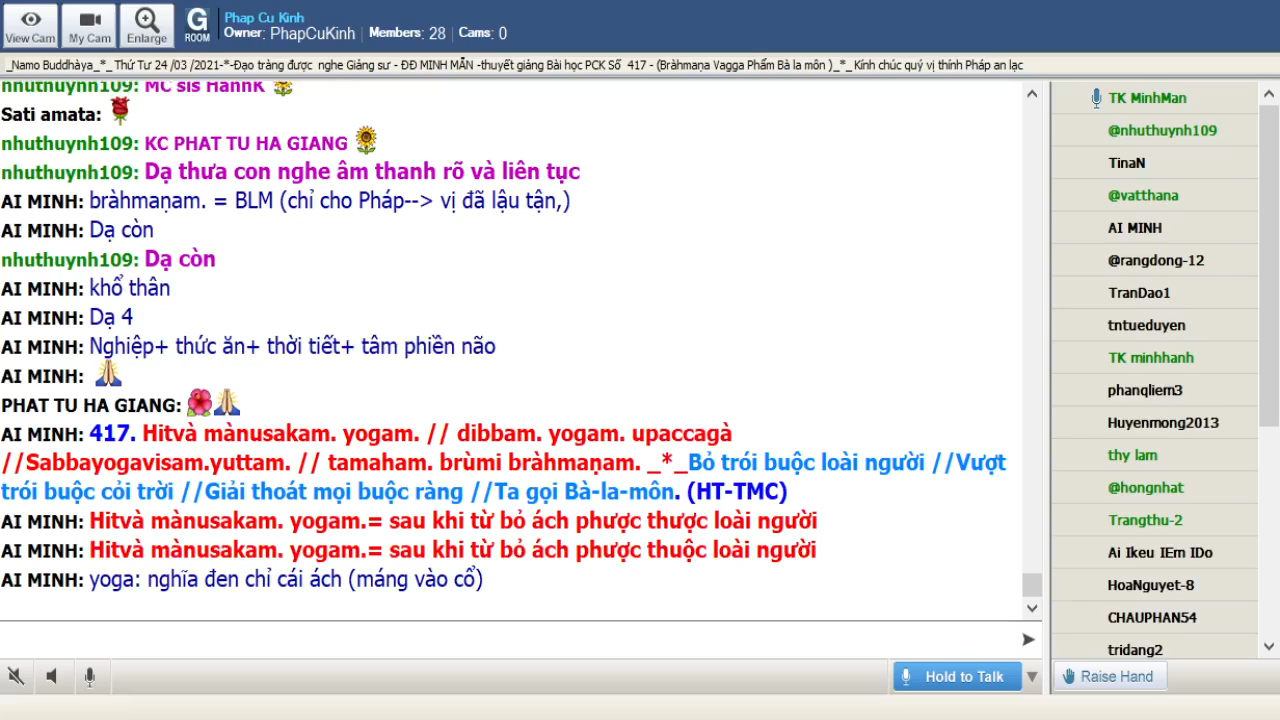 View Cam
My Cam
Enlarge
G
ROOM
Phap Cu Kinh
Owner: PhapCuKinh Members: 28 Cams: 0
_Namo Buddhàya_*_ Thứ Tư 24 /03 /2021-*-Đạo tràng được nghe Giảng sư - ĐĐ MINH MẪN -thuyết giảng Bài học PCK Số 417 - (Bràhmaṇa Vagga Phẩm Bà la môn )_*_Kính chúc quý vị thính Pháp an lạc
nhuthuynh109: MC sis HannK
Sati amata:
nhuthuynh109: KC PHAT TU HA GIANG
nhuthuynh109: Dạ thưa con nghe âm thanh rõ và liên tục
AI MINH: bràhmaṇam. = BLM (chỉ cho Pháp--> vị đã lậu tận,)
AI MINH: Dạ còn
nhuthuynh109: Dạ còn
AI MINH: khổ thân
AI MINH: Dạ 4
AI MINH: Nghiệp+ thức ăn+ thời tiết+ tâm phiền não
AI MINH:
PHAT TU HA GIANG:
AI MINH: 417. Hitvà mànusakam. yogam. // dibbam. yogam. upaccagà
//Sabbayogavisam.yuttam. // tamaham. brùmi bràhmaṇam. _*_Bỏ trói buộc loài người //Vượt
trói buộc cỏi trời //Giải thoát mọi buộc ràng //Ta gọi Bà-la-môn. (HT-TMC)
AI MINH: Hitvà mànusakam. yogam.= sau khi từ bỏ ách phược thược loài người
AI MINH: Hitvà mànusakam. yogam.= sau khi từ bỏ ách phược thuộc loài người
AI MINH: yoga: nghĩa đen chỉ cái ách (máng vào cổ)
TK MinhMan
@nhuthuynh109
TinaN
@vatthana
AI MINH
@rangdong-12
TranDao1
tntueduyen
TK minhhanh
phanqliem3
Huyenmong2013
thy lam
@hongnhat
Trangthu-2
Ai Ikeu IEm IDo
HoaNguyet-8
CHAUPHAN54
tridang2
Hold to Talk
Raise Hand